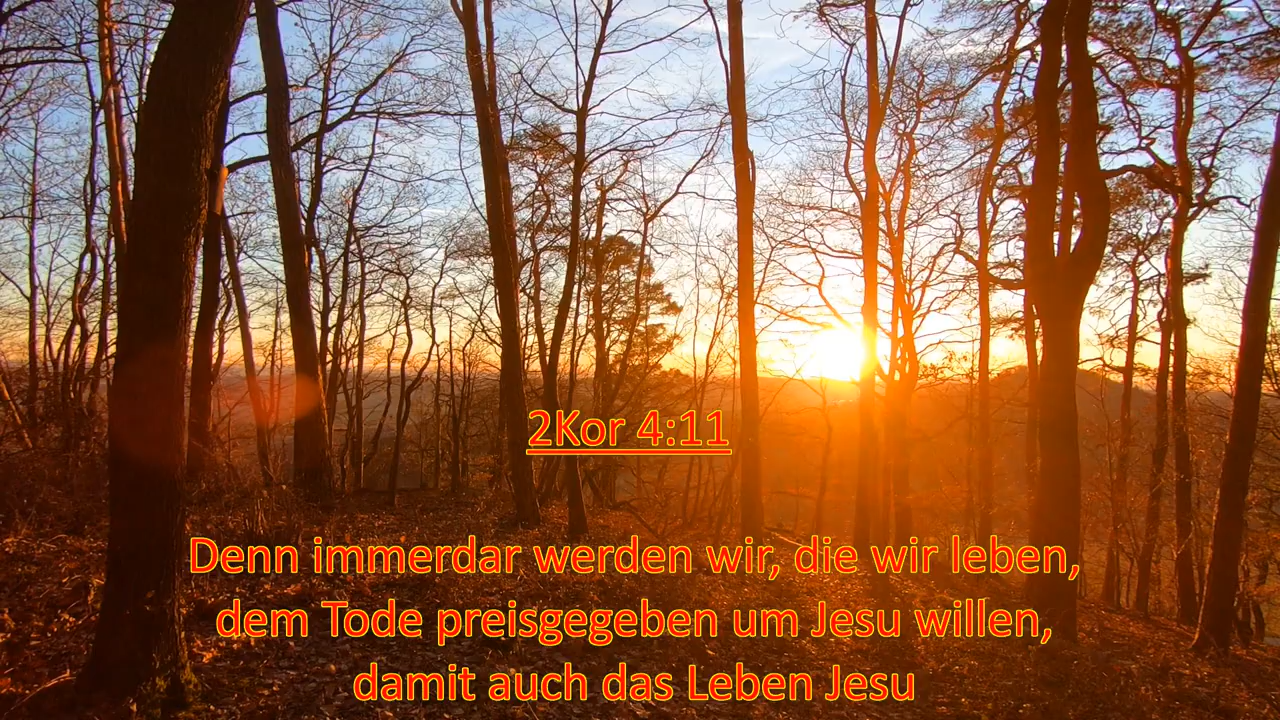 2Kor 4:11
Denn immerdar werden wir, die wir leben,
dem Tode preisgegeben um Jesu willen,
damit auch das Leben Jesu